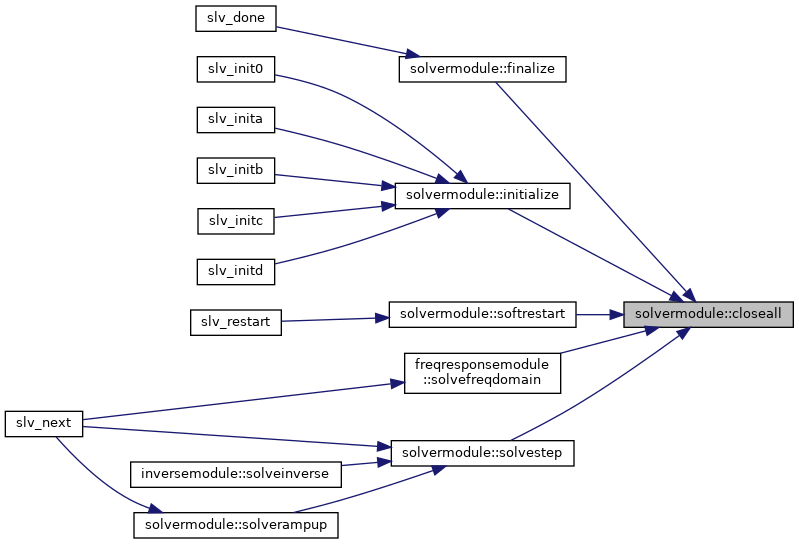 slv_done
solvermodule::finalize
slv_init0
slv_inita
slv_initb
solvermodule::initialize
slv_initc
slv_initd
slv_restart
solvermodule::softrestart
solvermodule::closeall
freqresponsemodule
::solvefreqdomain
slv_next
solvermodule::solvestep
inversemodule::solveinverse
solvermodule::solverampup